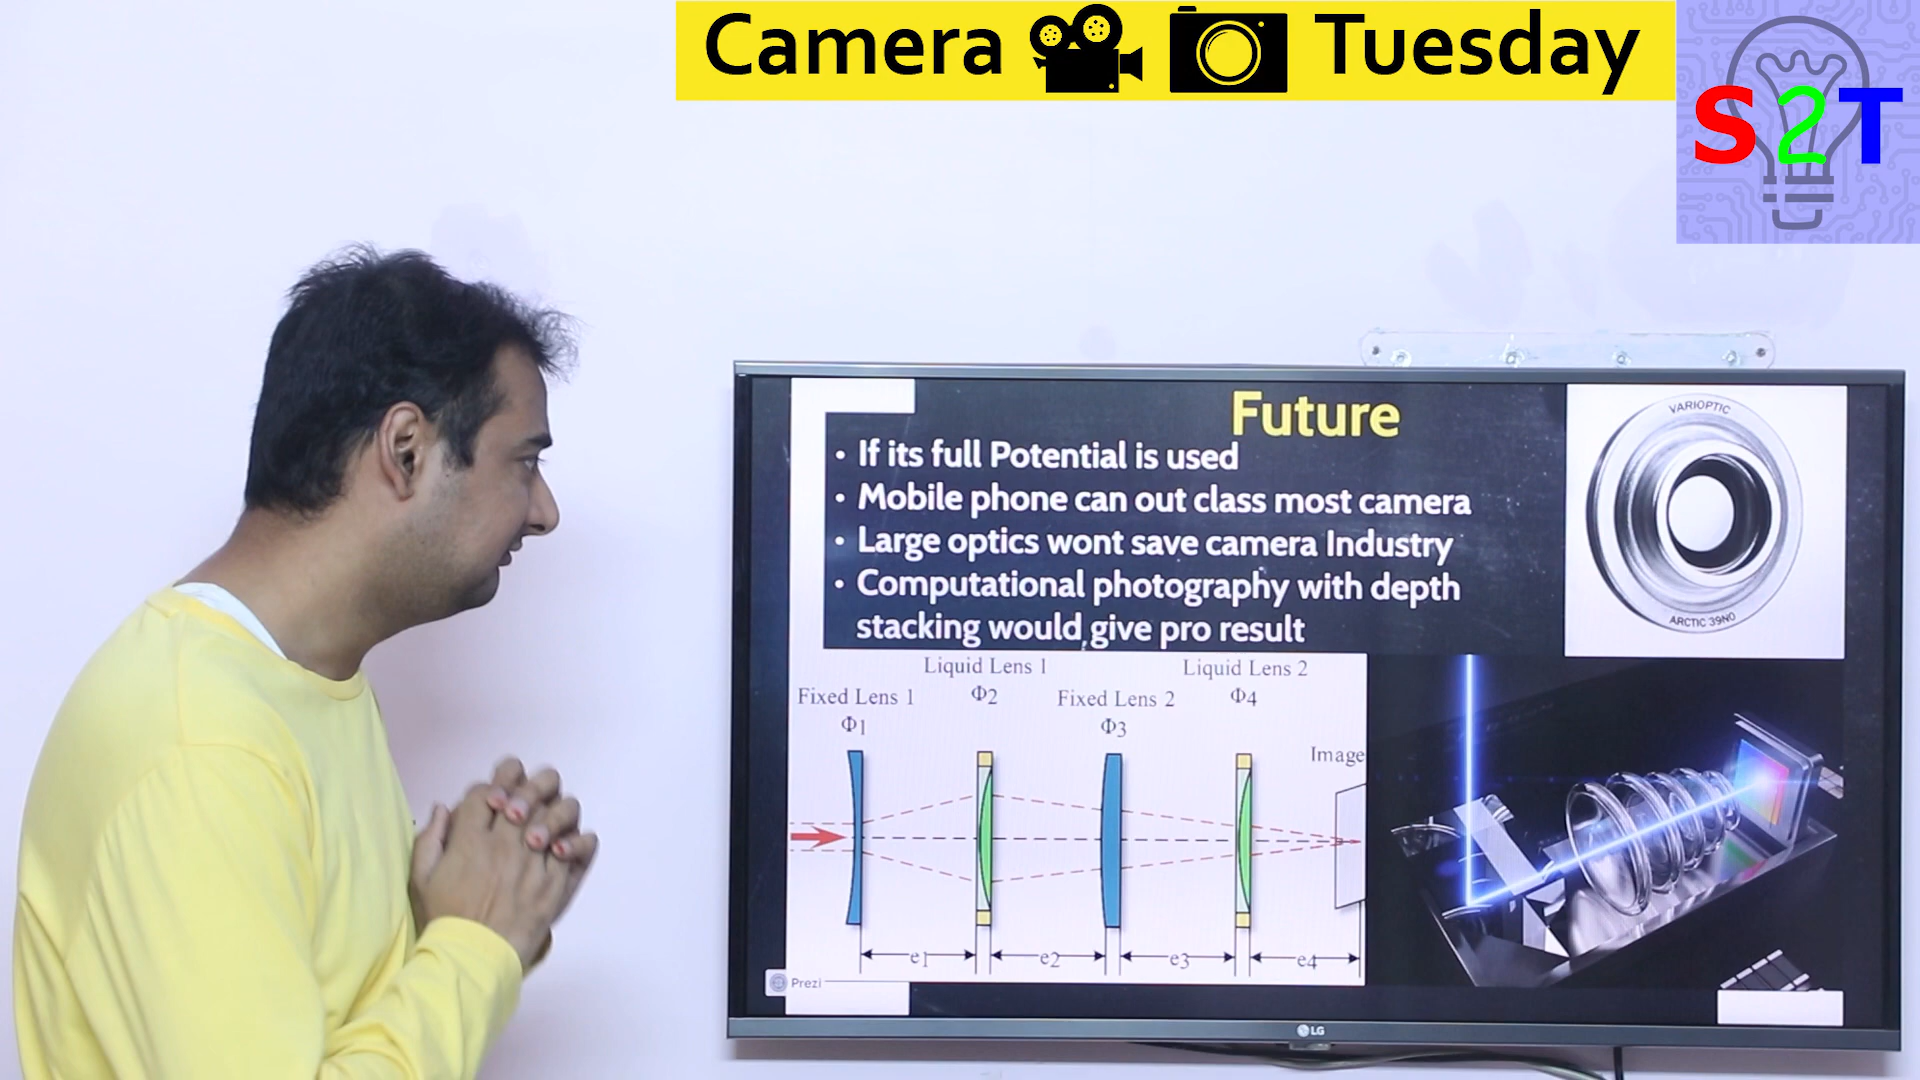 Camera Tuesday
S2T
Future
• If its full Potential is used
• Mobile phone can out class most camera
• Large optics wont save camera Industry
• Computational photography with depth
stacking would give pro result
VARIOPTIC
ARCTIC 39N0
Liquid Lens 1
Liquid Lens 2
Fixed Lens 1
Φ2
Fixed Lens 2
Φ4
Φ1
Φ3
Image
e1
e2
e3
e4
Prezi
LG